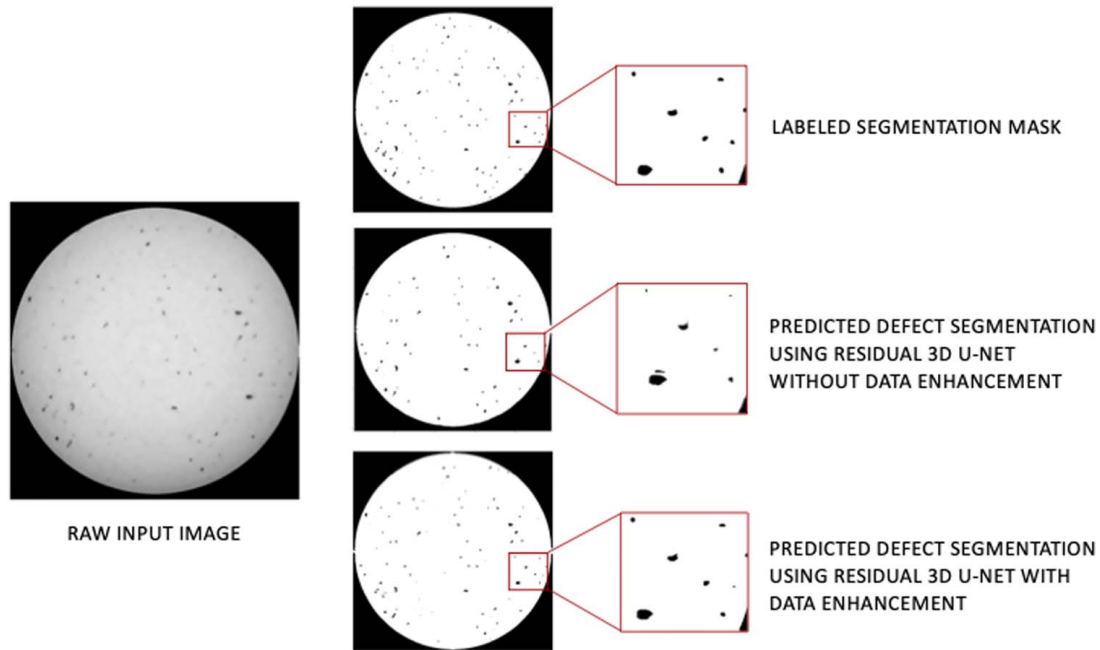 LABELED SEGMENTATION MASK
PREDICTED DEFECT SEGMENTATION
USING RESIDUAL 3D U-NET
WITHOUT DATA ENHANCEMENT
RAW INPUT IMAGE
PREDICTED DEFECT SEGMENTATION
USING RESIDUAL 3D U-NET WITH
DATA ENHANCEMENT